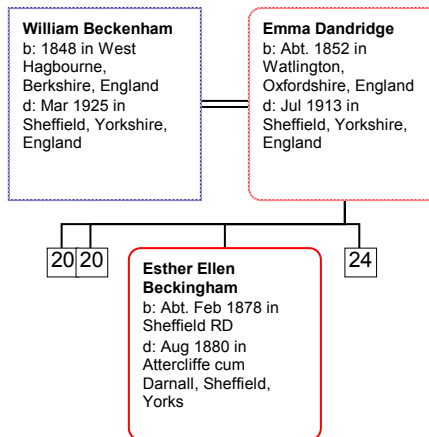 William Beckenham
b: 1848 in West
Hagbourne,
Berkshire, England
d: Mar 1925 in
Sheffield, Yorkshire,
England
Emma Dandridge
b: Abt. 1852 in
Watlington,
Oxfordshire, England
d: Jul 1913 in
Sheffield, Yorkshire,
England
20
20
Esther Ellen
Beckingham
b: Abt. Feb 1878 in
Sheffield RD
d: Aug 1880 in
Attercliffe cum
Darnall, Sheffield,
Yorks
24